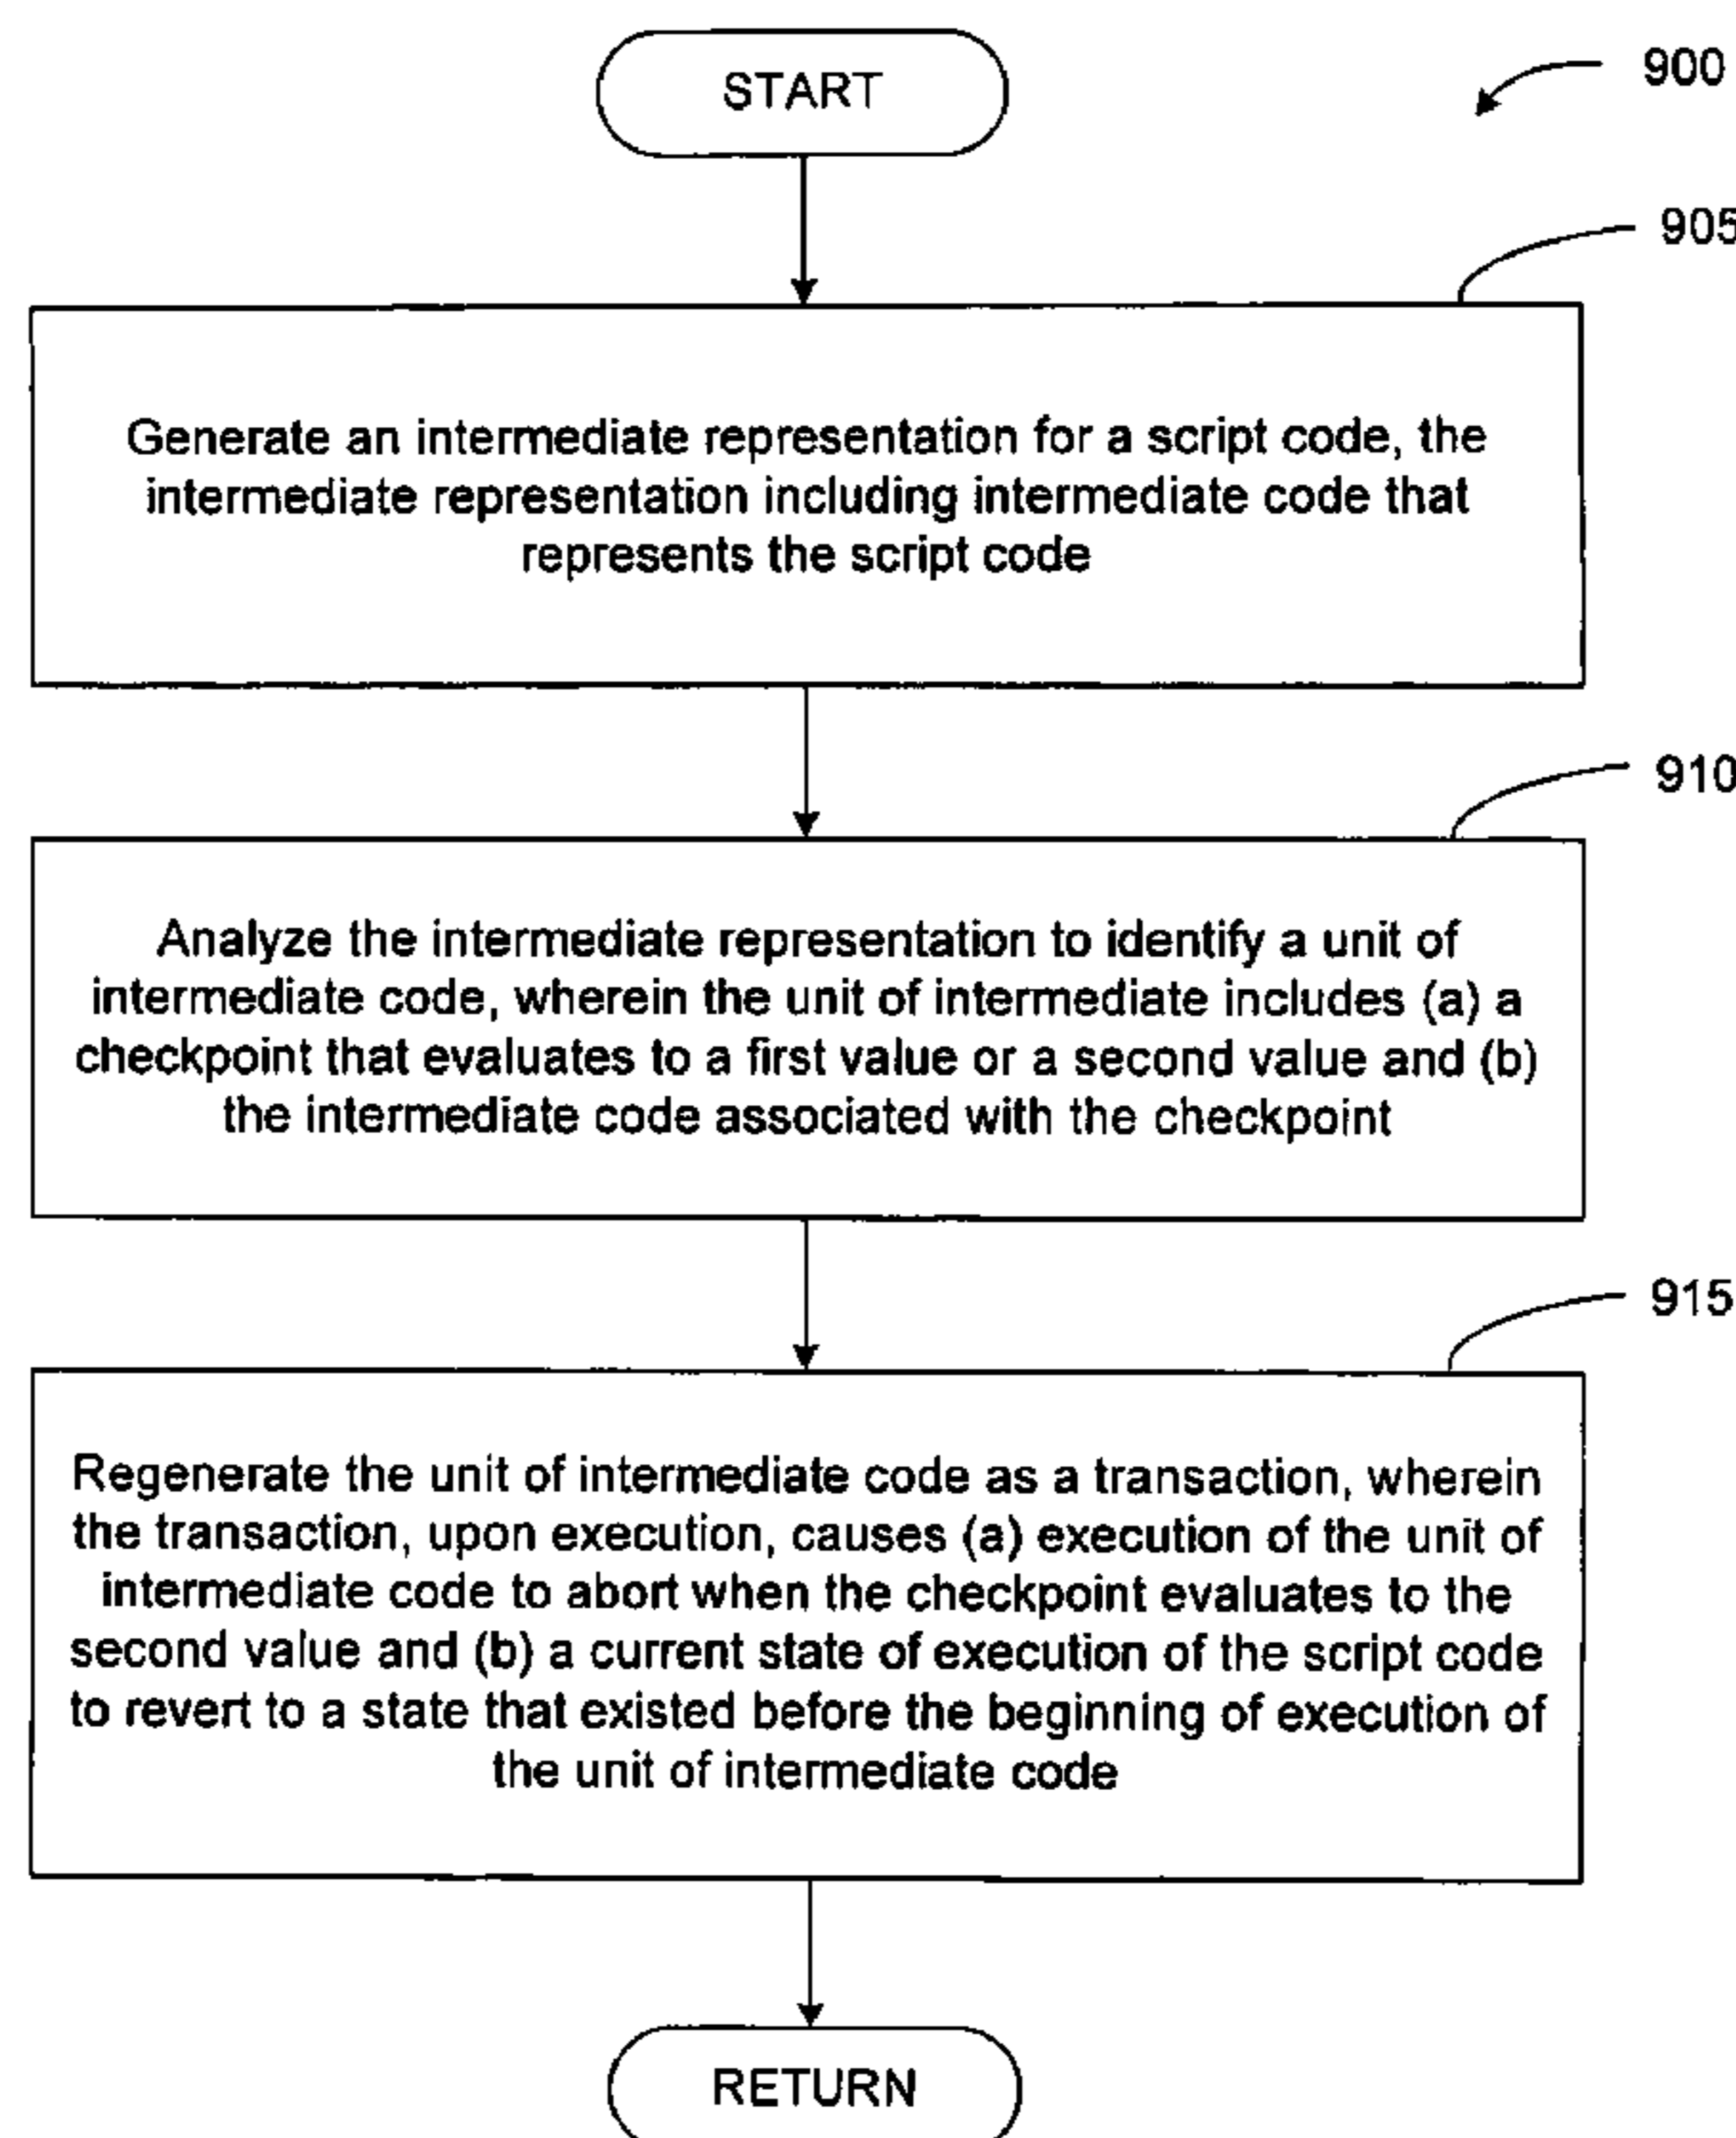 START
900
905
Generate an intermediate representation for a script code, the
intermediate representation including intermediate code that
represents the script code
910
Analyze the intermediate representation to identify a unit of
intermediate code, wherein the unit of intermediate includes (a) a
checkpoint that evaluates to a first value or a second value and (b)
the intermediate code associated with the checkpoint
915
Regenerate the unit of intermediate code as a transaction, wherein
the transaction, upon execution, causes (a) execution of the unit of
intermediate code to abort when the checkpoint evaluates to the
second value and (b) a current state of execution of the script code
to revert to a state that existed before the beginning of execution of
the unit of intermediate code
RETURN